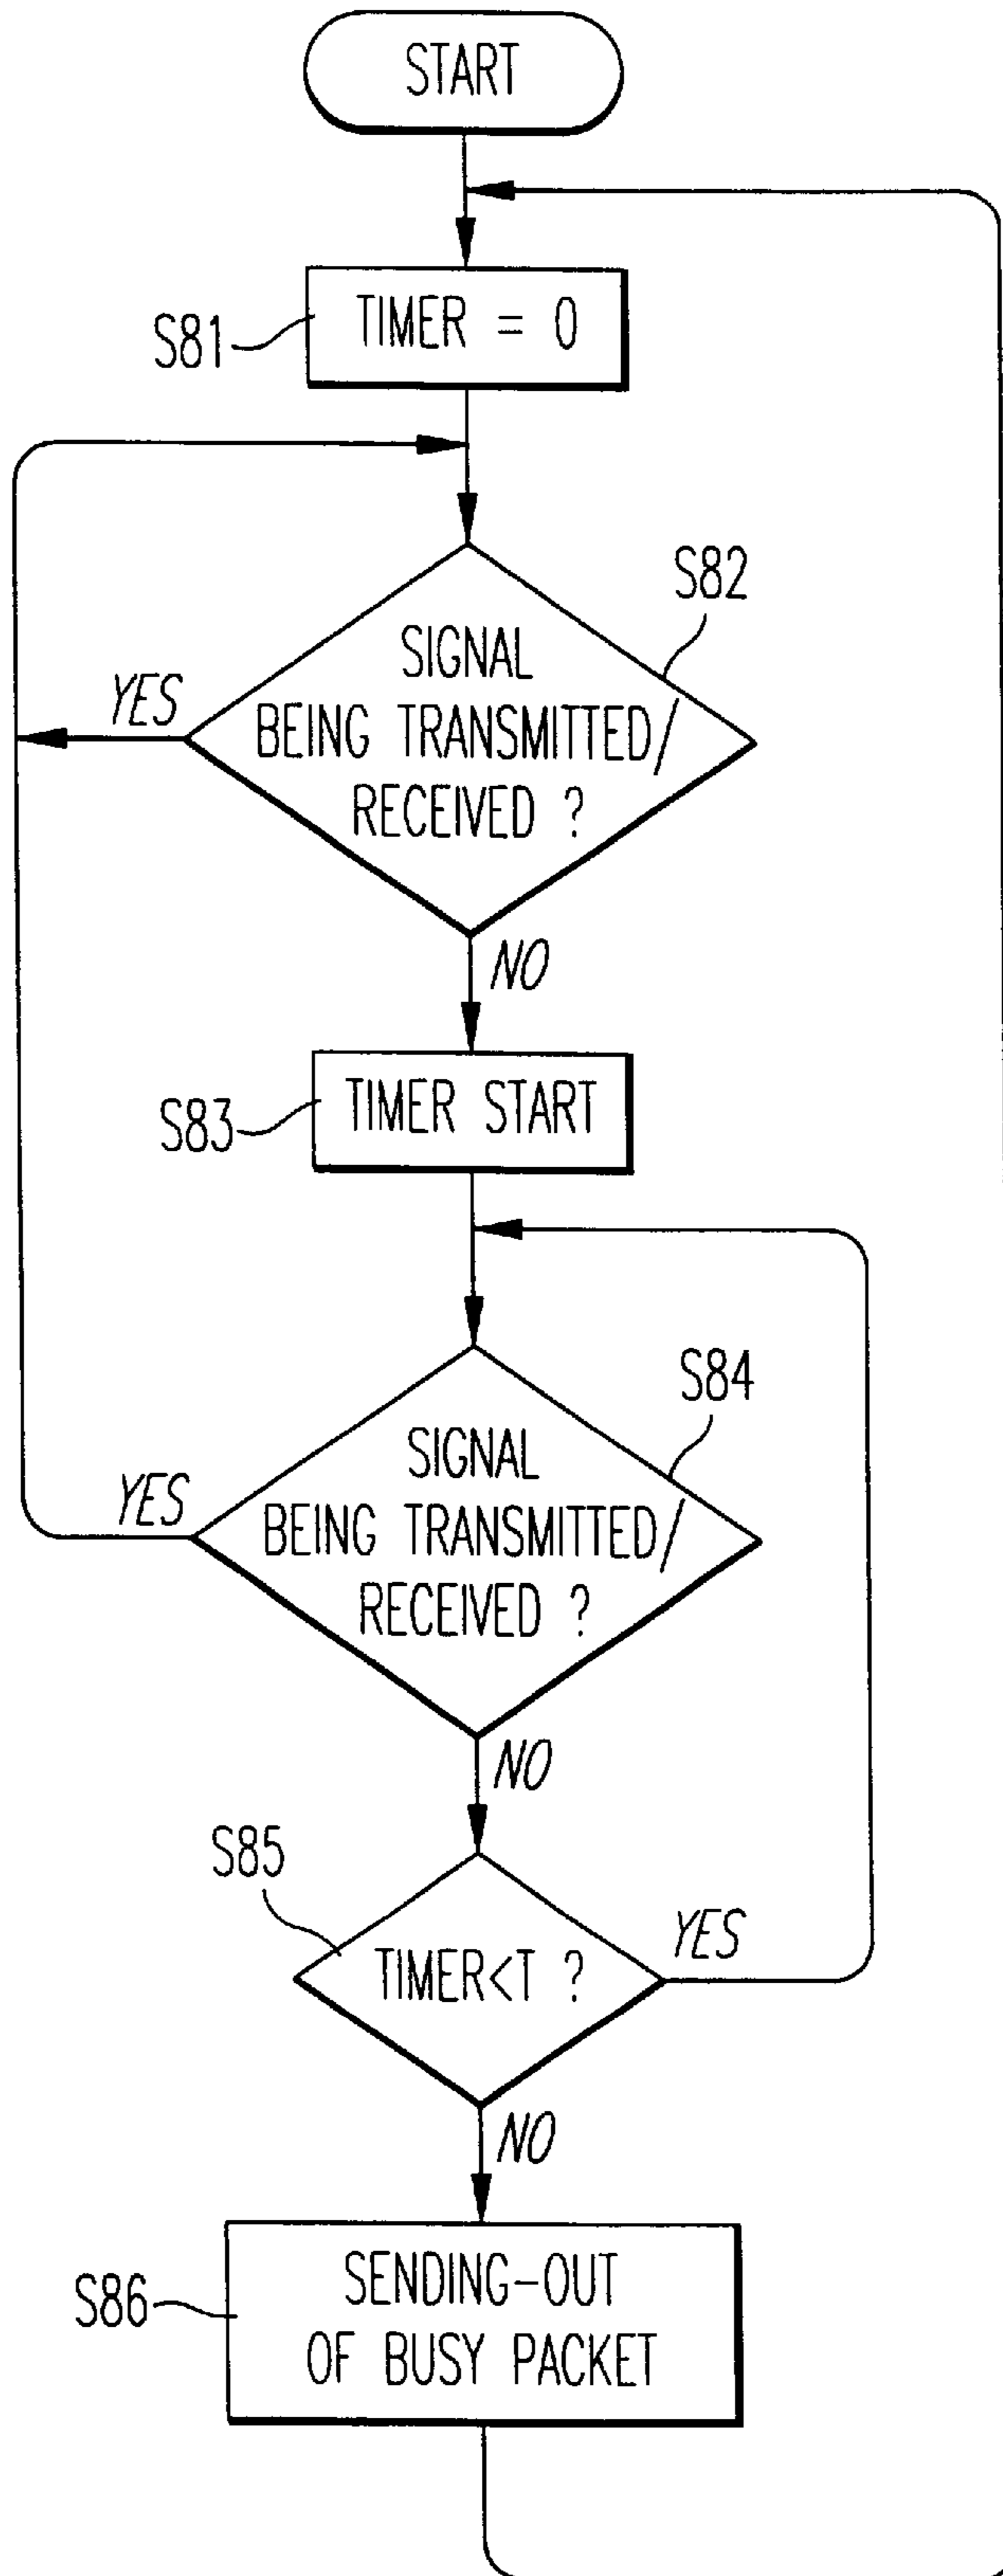 START
TIMER = 0
S81
S82
SIGNAL
BEING TRANSMITTED/
RECEIVED ?
YES
NO
TIMER START
S83
S84
SIGNAL
BEING TRANSMITTED/
RECEIVED ?
YES
NO
S85
TIMER<T ?
YES
NO
SENDING-OUT
OF BUSY PACKET
S86